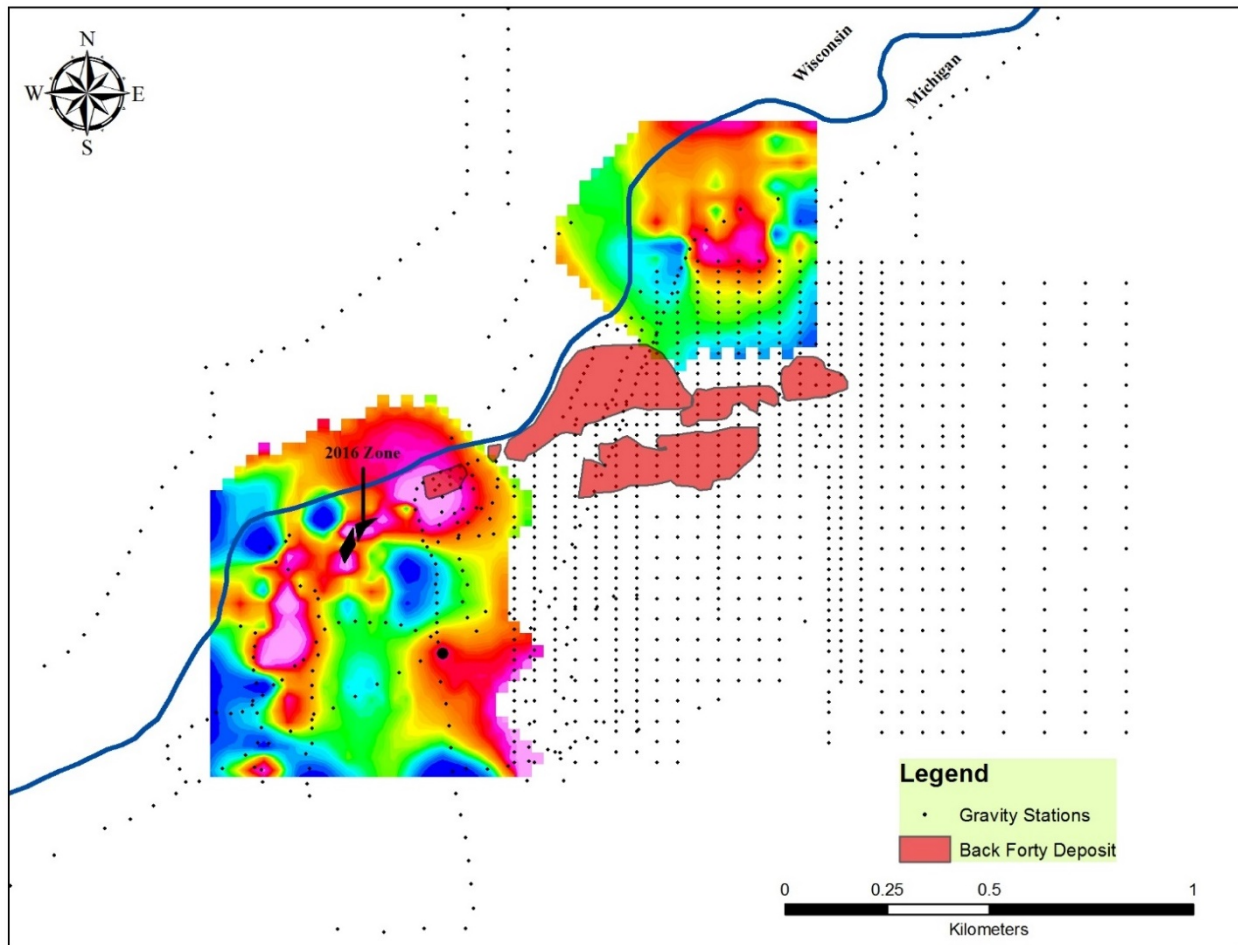 N
W E
S
Wisconsin
Michigan
2016 Zone
Legend
Gravity Stations
Back Forty Deposit
0 0.25 0.5 1
Kilometers